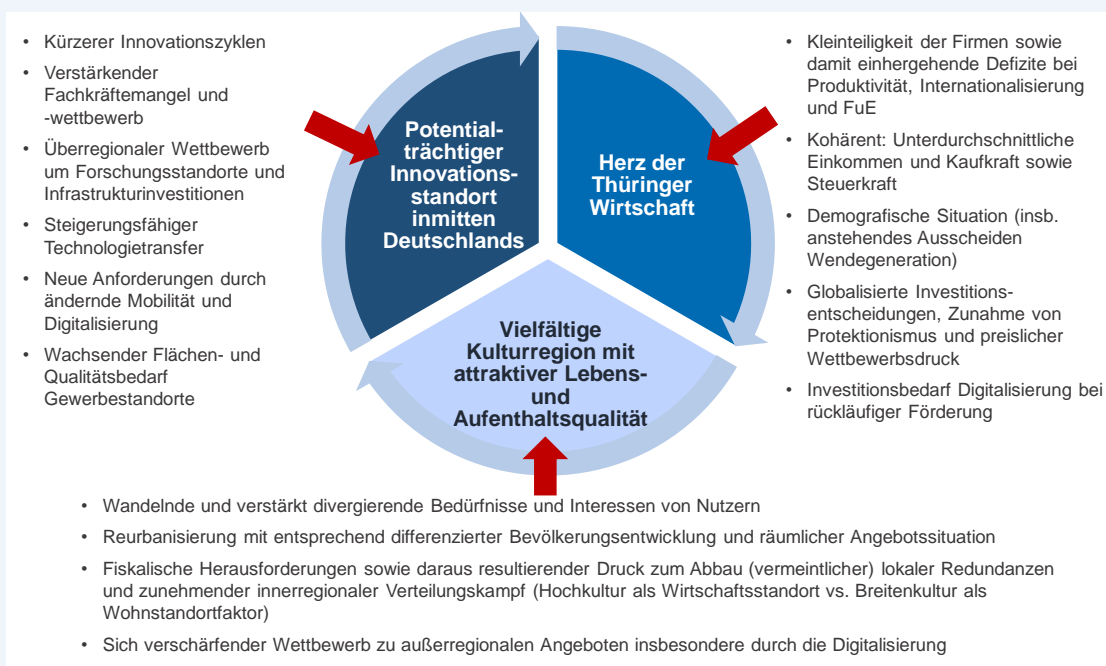 • Kürzerer Innovationszyklen
• Verstärkender
Fachkräftemangel und
-wettbewerb
• Überregionaler Wettbewerb
um Forschungsstandorte und
Infrastrukturinvestitionen
• Steigerungsfähiger
Technologietransfer
• Neue Anforderungen durch
ändernde Mobilität und
Digitalisierung
• Wachsender Flächen- und
Qualitätsbedarf
Gewerbestandorte
Potential-
trächtiger
Innovations-
standort
inmitten
Deutschlands
Herz der
Thüringer
Wirtschaft
Vielfältige
Kulturregion mit
attraktiver Lebens-
und
Aufenthaltsqualität
• Kleinteiligkeit der Firmen sowie
damit einhergehende Defizite bei
Produktivität, Internationalisierung
und FuE
• Kohärent: Unterdurchschnittliche
Einkommen und Kaufkraft sowie
Steuerkraft
• Demografische Situation (insb.
anstehendes Ausscheiden
Wendegeneration)
• Globalisierte Investitions-
entscheidungen, Zunahme von
Protektionismus und preislicher
Wettbewerbsdruck
• Investitionsbedarf Digitalisierung bei
rückläufiger Förderung
• Wandelnde und verstärkt divergierende Bedürfnisse und Interessen von Nutzern
• Reurbanisierung mit entsprechend differenzierter Bevölkerungsentwicklung und räumlicher Angebotssituation
• Fiskalische Herausforderungen sowie daraus resultierender Druck zum Abbau (vermeintlicher) lokaler Redundanzen
und zunehmender innerregionaler Verteilungskampf (Hochkultur als Wirtschaftsstandort vs. Breitenkultur als
Wohnstandortfaktor)
• Sich verschärfender Wettbewerb zu außerregionalen Angeboten insbesondere durch die Digitalisierung